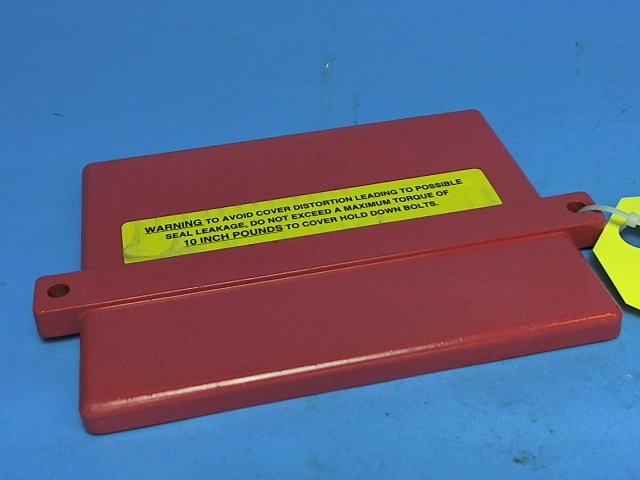 WARNING TO AVOID COVER DISTORTION LEADING TO POSSIBLE
SEAL LEAKAGE, DO NOT EXCEED A MAXIMUM TORQUE OF
10 INCH POUNDS TO COVER HOLD DOWN BOLTS.